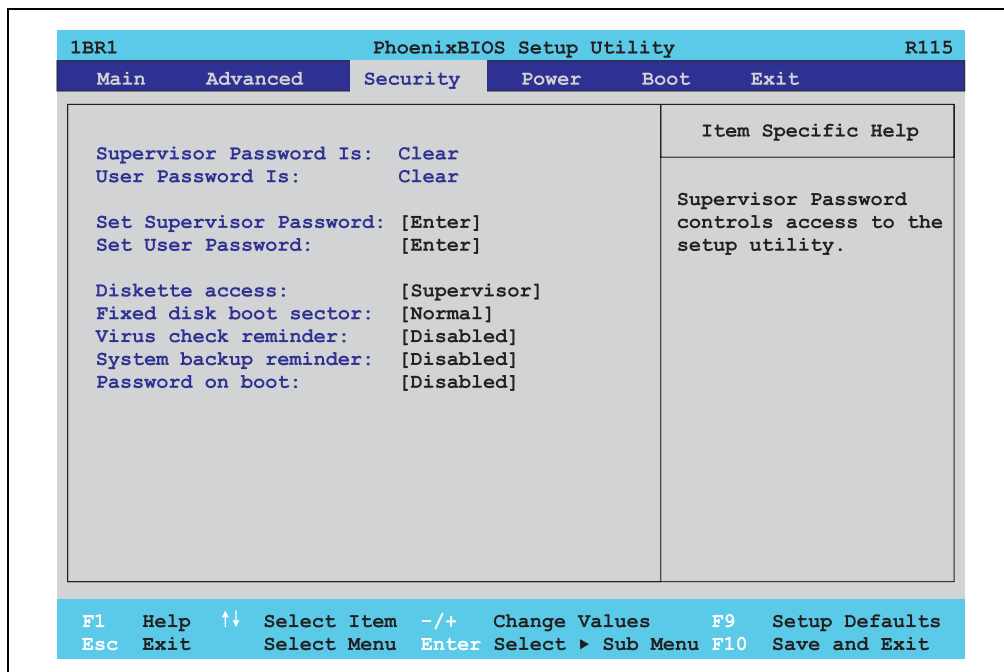 1BR1 PhoenixBIOS Setup Utility R115
Main Advanced Security Power Boot Exit
Item Specific Help
Supervisor Password Is: Clear
User Password Is: Clear
Set Supervisor Password: [Enter]
Set User Password: [Enter]
Diskette access: [Supervisor]
Fixed disk boot sector: [Normal]
Virus check reminder: [Disabled]
System backup reminder: [Disabled]
Password on boot: [Disabled]
Supervisor Password
controls access to the
setup utility.
F1 Help ↑↓ Select Item -/+ Change Values F9 Setup Defaults
Esc Exit Select Menu Enter Select ▶ Sub Menu F10 Save and Exit